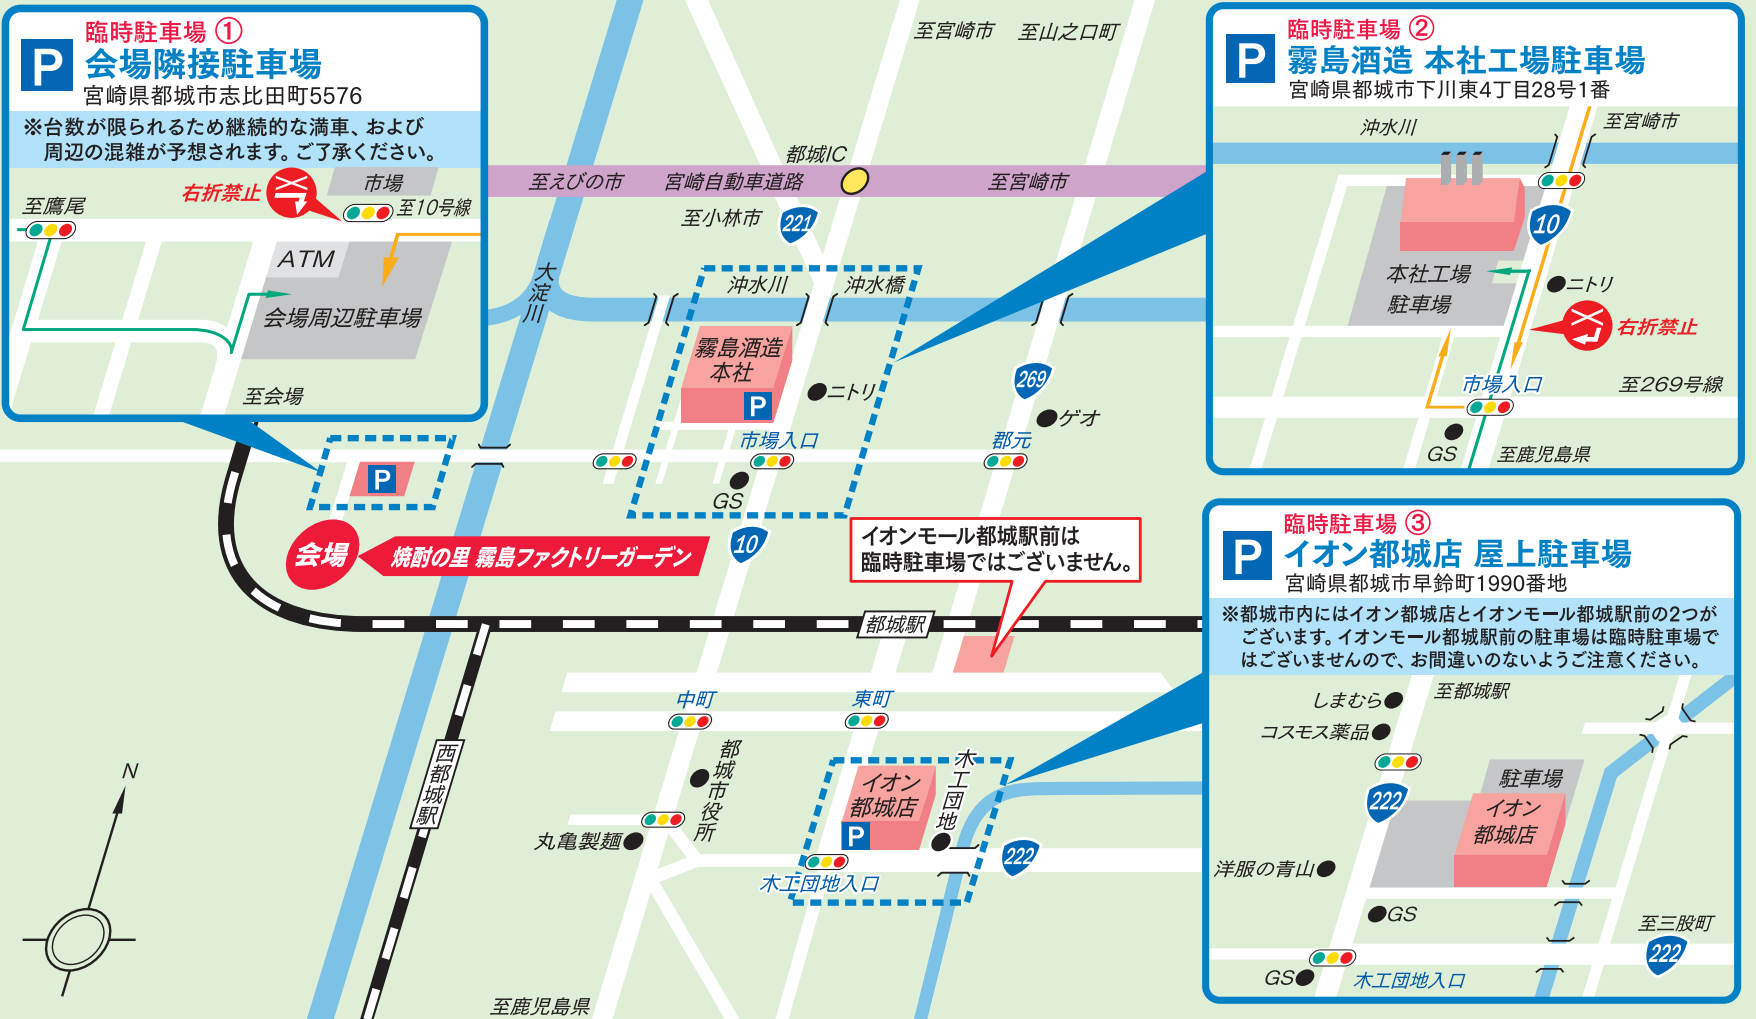 臨時駐車場 ①
P 会場隣接駐車場
宮崎県都城市志比田町5576
※台数が限られるため継続的な満車、および
周辺の混雑が予想されます。ご了承ください。
右折禁止
市場
至鷹尾
至10号線
ATM
会場周辺駐車場
至会場
至宮崎市
至山之口町
都城IC
至えびの市
宮崎自動車道路
至宮崎市
至小林市
221
大淀川
沖水川
沖水橋
霧島酒造
本社
P
ニトリ
269
ゲオ
市場入口
郡元
GS
P
10
会場
焼酎の里 霧島ファクトリーガーデン
イオンモール都城駅前は
臨時駐車場ではございません。
都城駅
中町
東町
西都城駅
都城市役所
丸亀製麺
イオン
都城店
P
木工団地
木工団地入口
222
N
至鹿児島県
臨時駐車場 ②
P 霧島酒造 本社工場駐車場
宮崎県都城市下川東4丁目28号1番
沖水川
至宮崎市
10
本社工場
駐車場
ニトリ
右折禁止
市場入口
至269号線
GS
至鹿児島県
臨時駐車場 ③
P イオン都城店 屋上駐車場
宮崎県都城市早鈴町1990番地
※都城市内にはイオン都城店とイオンモール都城駅前の2つが
ございます。イオンモール都城駅前の駐車場は臨時駐車場で
はございませんので、お間違いのないようご注意ください。
しまむら
至都城駅
コスモス薬品
222
駐車場
イオン
都城店
洋服の青山
GS
至三股町
222
GS
木工団地入口